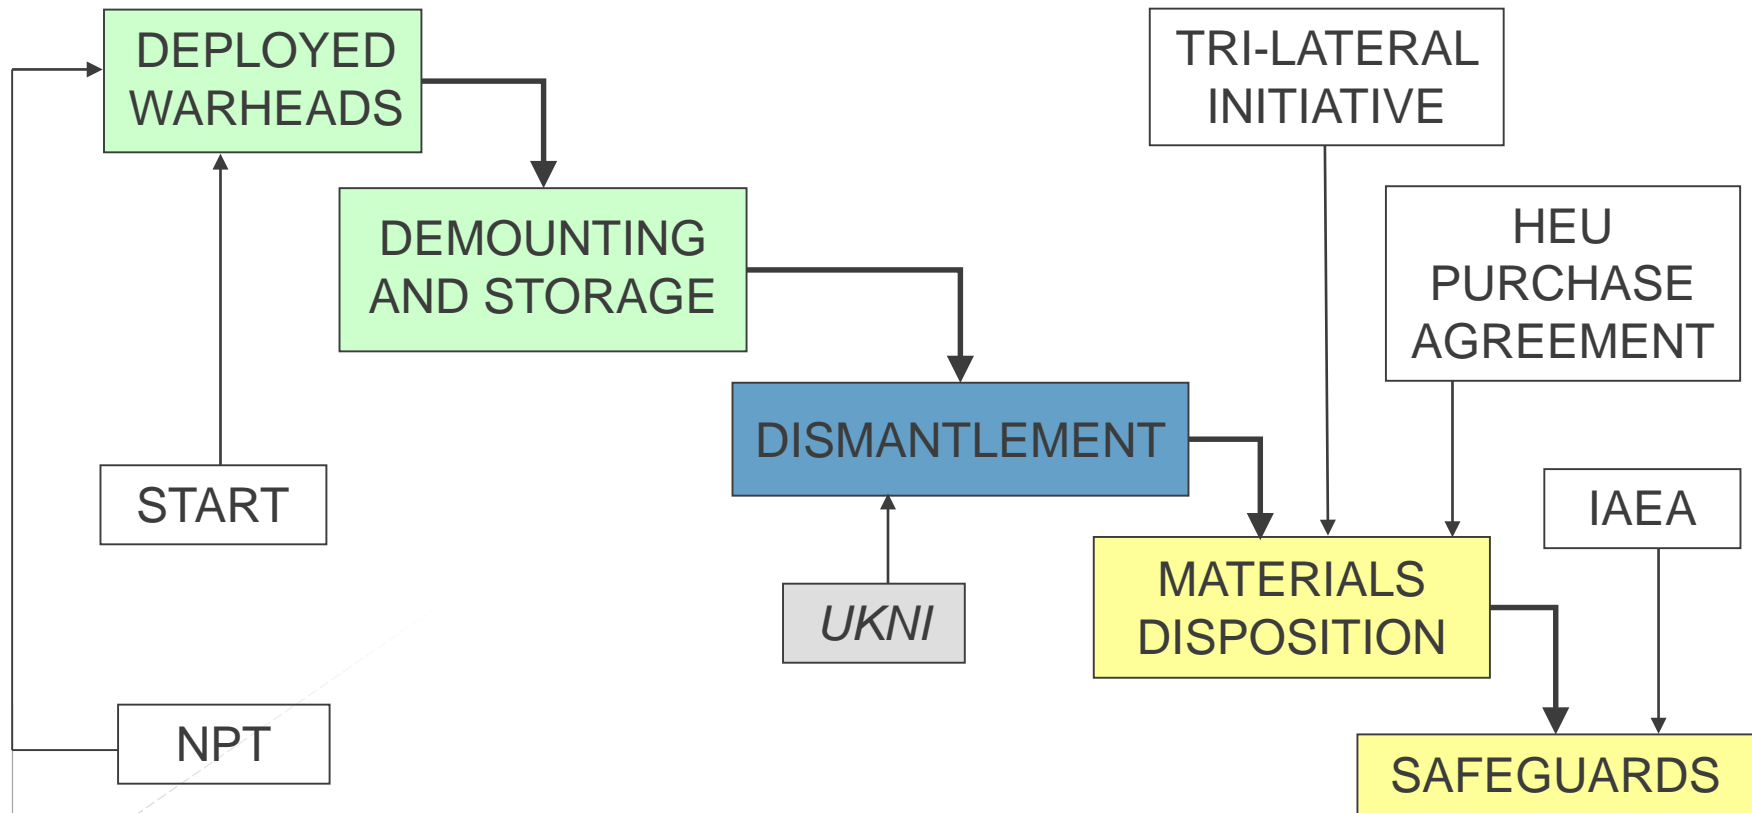 DEPLOYED
WARHEADS
TRI-LATERAL
INITIATIVE
DEMOUNTING
AND STORAGE
HEU
PURCHASE
AGREEMENT
DISMANTLEMENT
START
IAEA
UKNI
MATERIALS
DISPOSITION
NPT
SAFEGUARDS